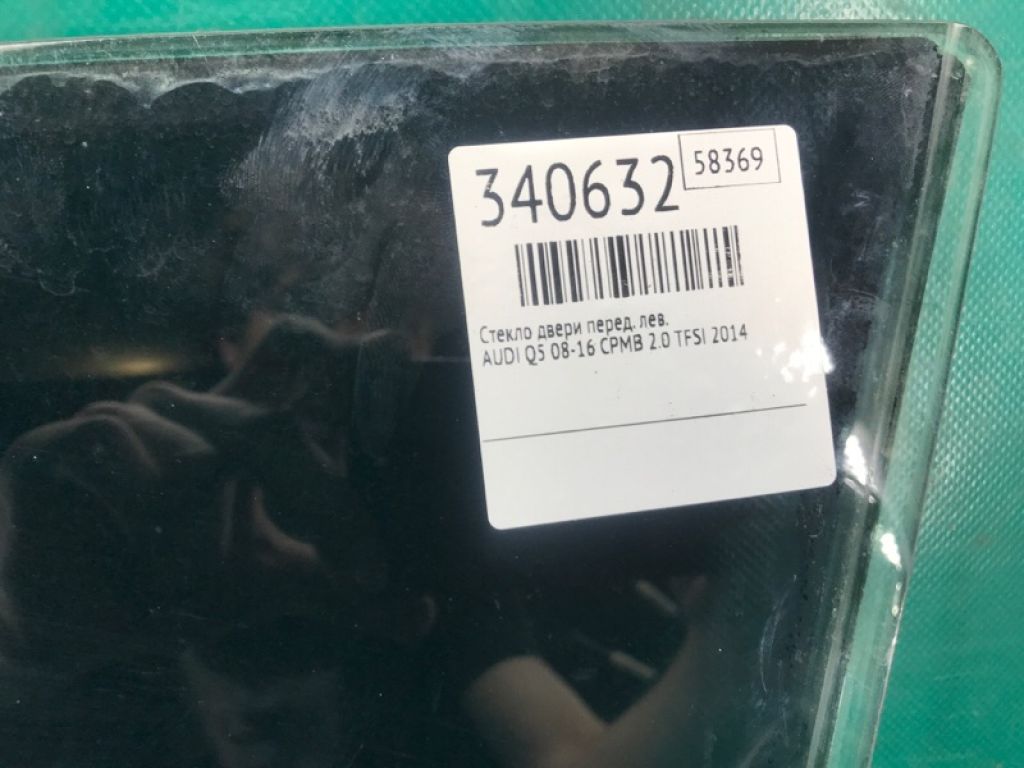 340632
58369
Стекло двери перед. лев.
AUDI Q5 08-16 CPMB 2.0 TFSI 2014